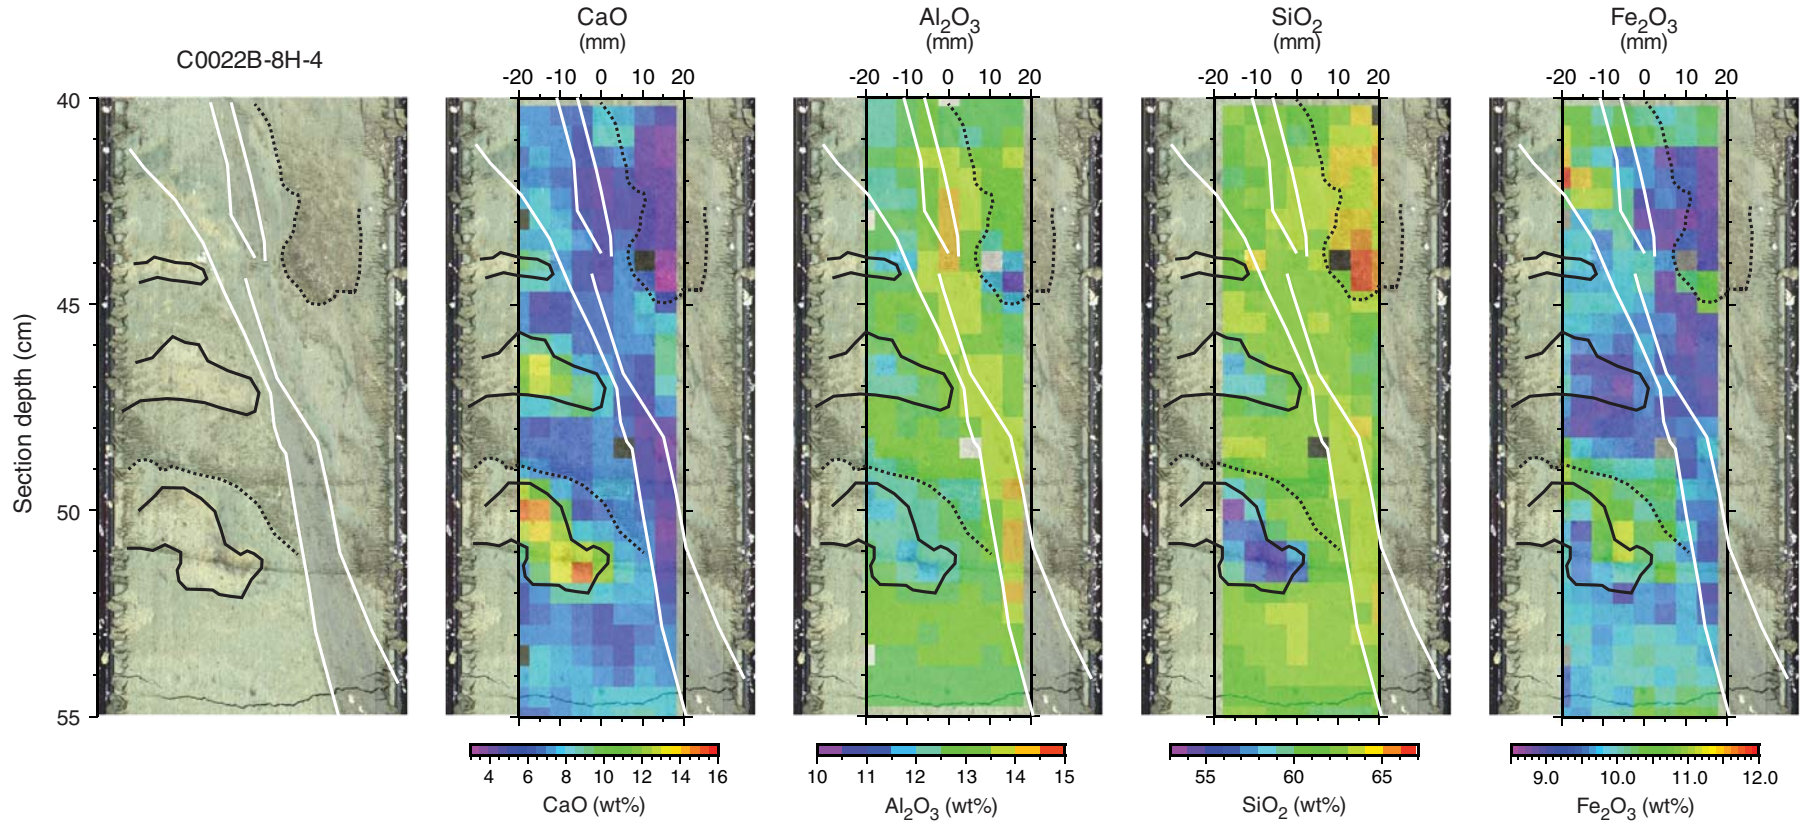 C0022B-8H-4
CaO
(mm)
-20 -10 0 10 20
Al2O3
(mm)
-20 -10 0 10 20
SiO2
(mm)
-20 -10 0 10 20
Fe2O3
(mm)
-20 -10 0 10 20
Section depth (cm)
40
45
50
55
4 6 8 10 12 14 16
CaO (wt%)
10 11 12 13 14 15
Al2O3 (wt%)
55 60 65
SiO2 (wt%)
9.0 10.0 11.0 12.0
Fe2O3 (wt%)